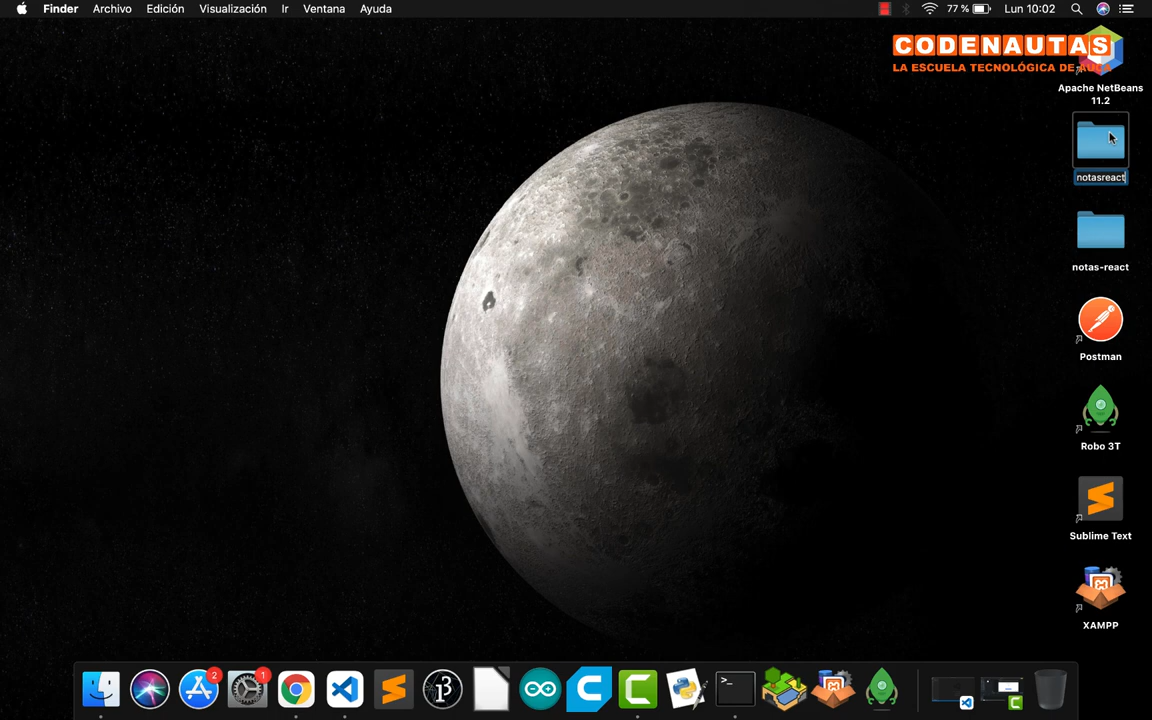 Finder Archivo Edición Visualización Ir Ventana Ayuda 77 % Lun 10:02
CODENAUTAS
LA ESCUELA TECNOLÓGICA DE
Apache NetBeans
11.2
notasreact
notas-react
Postman
Robo 3T
Sublime Text
XAMPP
2
1